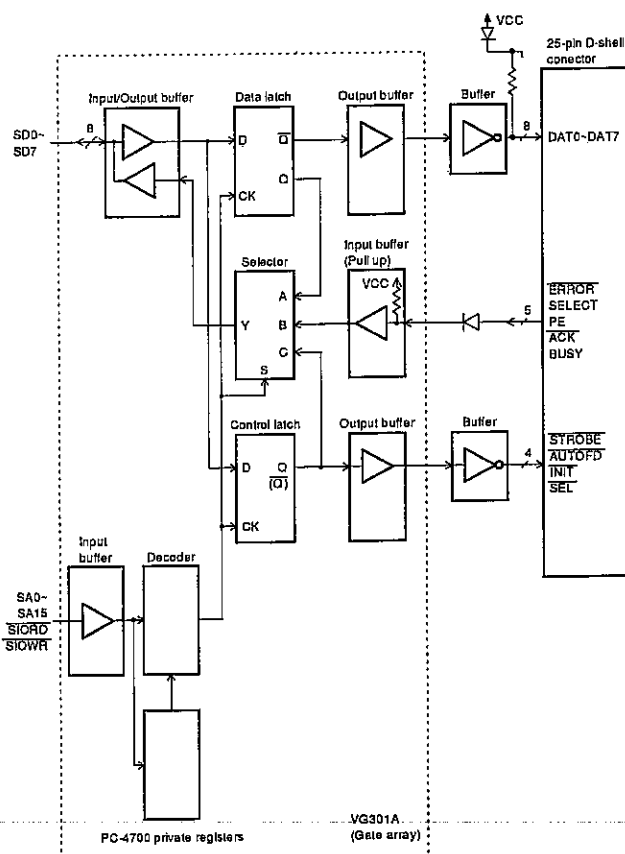 VCC
25-pin D-shell
conector
Input/Output buffer
Data latch
Output buffer
Buffer
SD0~
SD7
8
D
Q
Q
CK
8
DAT0~DAT7
Selector
Input buffer
(Pull up)
VCC
A
B
C
Y
S
5
ERROR
SELECT
PE
ACK
BUSY
Control latch
Output buffer
Buffer
D
Q
(Q)
CK
4
STROBE
AUTOFD
INIT
SEL
Input
buffer
Decoder
SA0~
SA15
SIORD
SIOWR
PC-4700 private registers
VG301A
(Gate array)